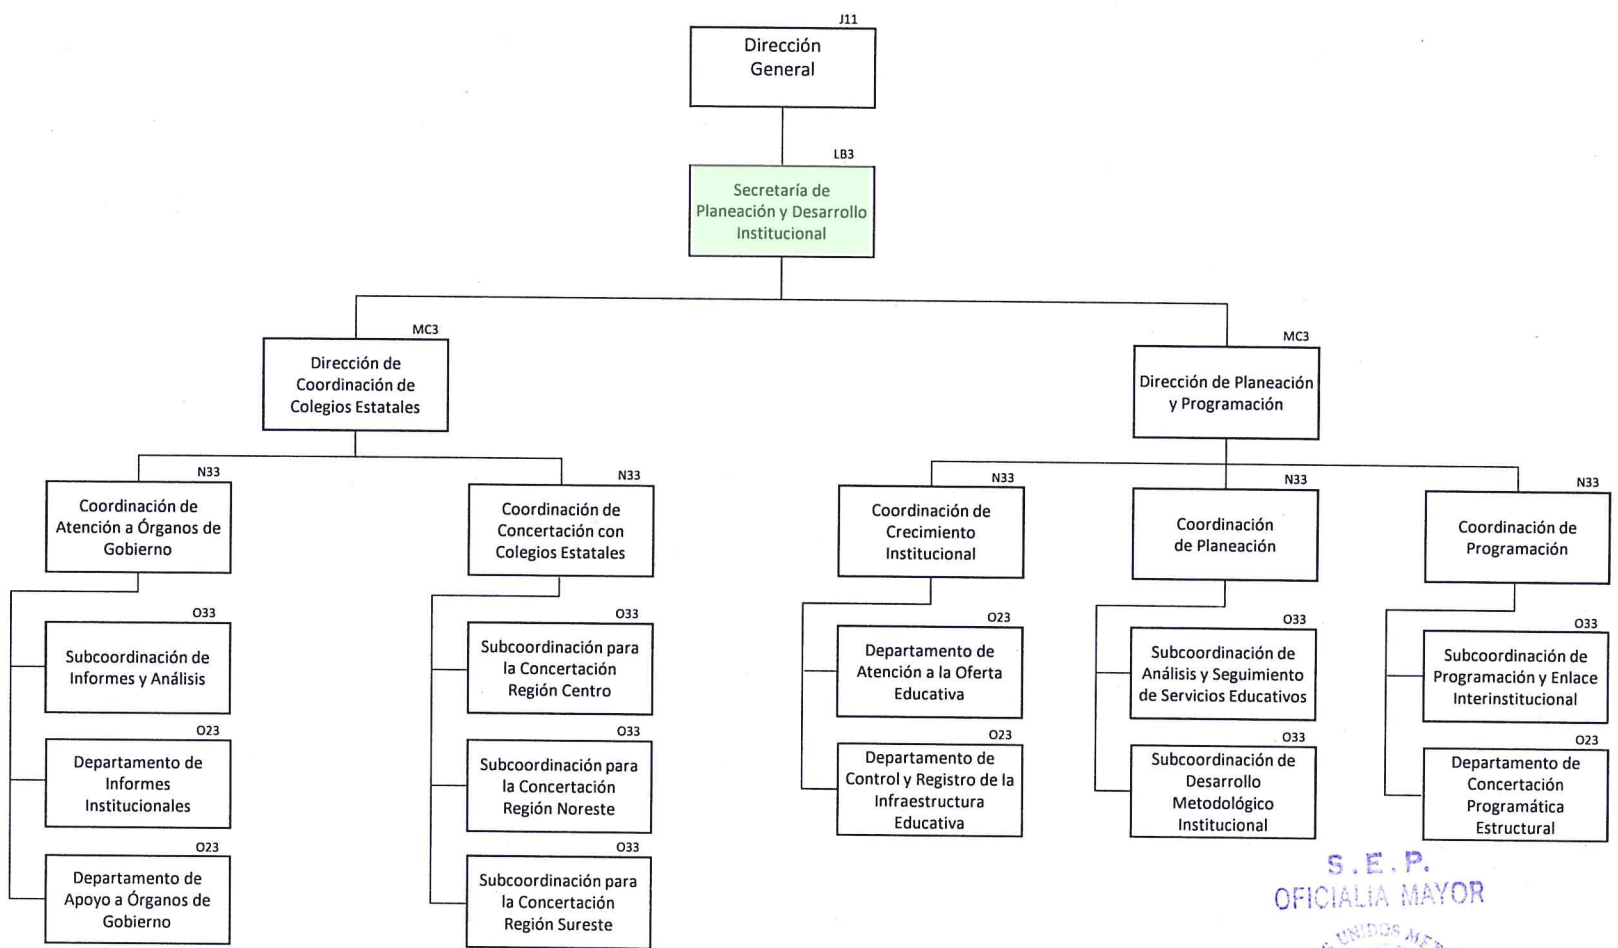 J11
Dirección
General
LB3
Secretaría de
Planeación y Desarrollo
Institucional
MC3
Dirección de
Coordinación de
Colegios Estatales
MC3
Dirección de Planeación
y Programación
N33
Coordinación de
Atención a Órganos de
Gobierno
N33
Coordinación de
Concertación con
Colegios Estatales
N33
Coordinación de
Crecimiento
Institucional
N33
Coordinación
de Planeación
N33
Coordinación de
Programación
O33
Subcoordinación de
Informes y Análisis
O23
Departamento de
Informes
Institucionales
O23
Departamento de
Apoyo a Órganos de
Gobierno
O33
Subcoordinación para
la Concertación
Región Centro
O33
Subcoordinación para
la Concertación
Región Noreste
O33
Subcoordinación para
la Concertación
Región Sureste
O23
Departamento de
Atención a la Oferta
Educativa
O23
Departamento de
Control y Registro de la
Infraestructura
Educativa
O33
Subcoordinación de
Análisis y Seguimiento
de Servicios Educativos
O33
Subcoordinación de
Desarrollo
Metodológico
Institucional
O33
Subcoordinación de
Programación y Enlace
Interinstitucional
O23
Departamento de
Concertación
Programática
Estructural
S.E.P.
OFICIALIA MAYOR
UNIDOS